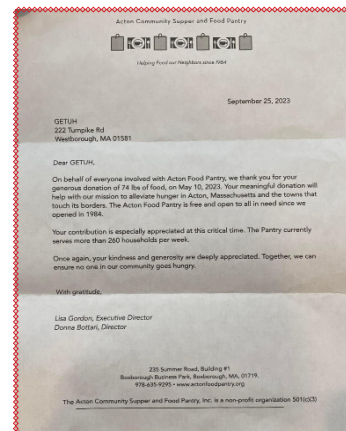 Acton Community Supper and Food Pantry
Helping Feed our Neighbors since 1984
September 25, 2023
GETUH
222 Turnpike Rd
Westborough, MA 01581
Dear GETUH,
On behalf of everyone involved with Acton Food Pantry, we thank you for your
generous donation of 74 lbs of food, on May 10, 2023. Your meaningful donation will
help with our mission to alleviate hunger in Acton, Massachusetts and the towns that
touch its borders. The Acton Food Pantry is free and open to all in need since we
opened in 1984.
Your contribution is especially appreciated at this critical time. The Pantry currently
serves more than 260 households per week.
Once again, your kindness and generosity are deeply appreciated. Together, we can
ensure no one in our community goes hungry.
With gratitude,
Lisa Gordon, Executive Director
Donna Bottari, Director
235 Summer Road, Building #1
Boxborough Business Park, Boxborough, MA, 01719.
978-635-9295 • www.actonfoodpantry.org
The Acton Community Supper and Food Pantry, Inc. is a non-profit organization 501(c)(3)